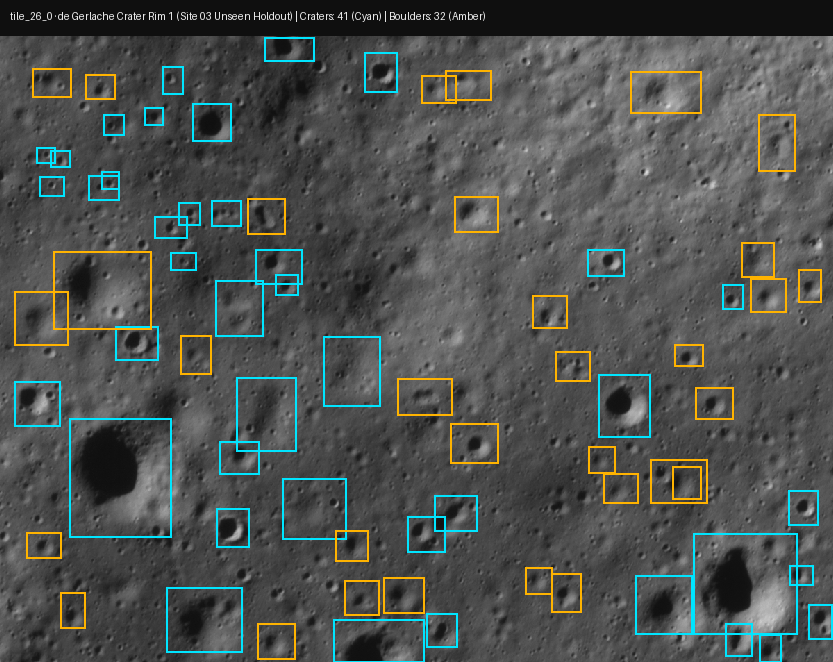 tile_26_0 · de Gerlache Crater Rim 1 (Site 03 Unseen Holdout) | Craters: 41 (Cyan) | Boulders: 32 (Amber)